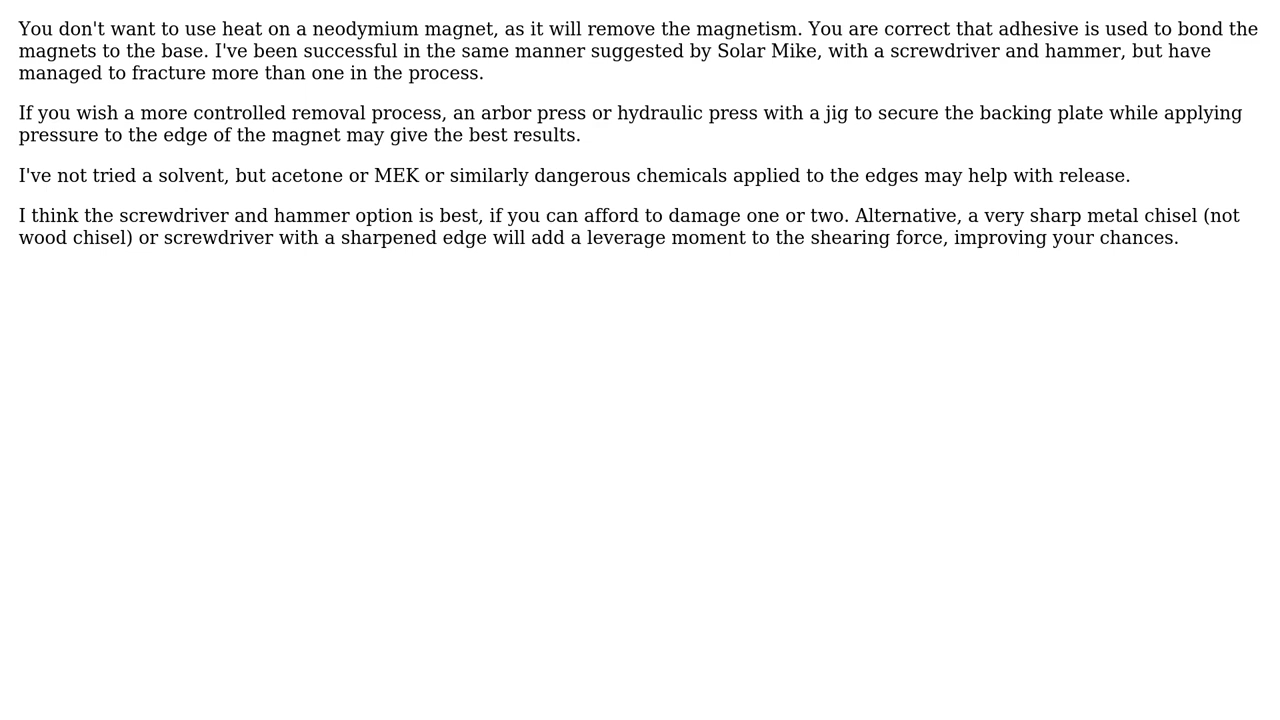 You don't want to use heat on a neodymium magnet, as it will remove the magnetism. You are correct that adhesive is used to bond the
magnets to the base. I've been successful in the same manner suggested by Solar Mike, with a screwdriver and hammer, but have
managed to fracture more than one in the process.
If you wish a more controlled removal process, an arbor press or hydraulic press with a jig to secure the backing plate while applying
pressure to the edge of the magnet may give the best results.
I've not tried a solvent, but acetone or MEK or similarly dangerous chemicals applied to the edges may help with release.
I think the screwdriver and hammer option is best, if you can afford to damage one or two. Alternative, a very sharp metal chisel (not
wood chisel) or screwdriver with a sharpened edge will add a leverage moment to the shearing force, improving your chances.